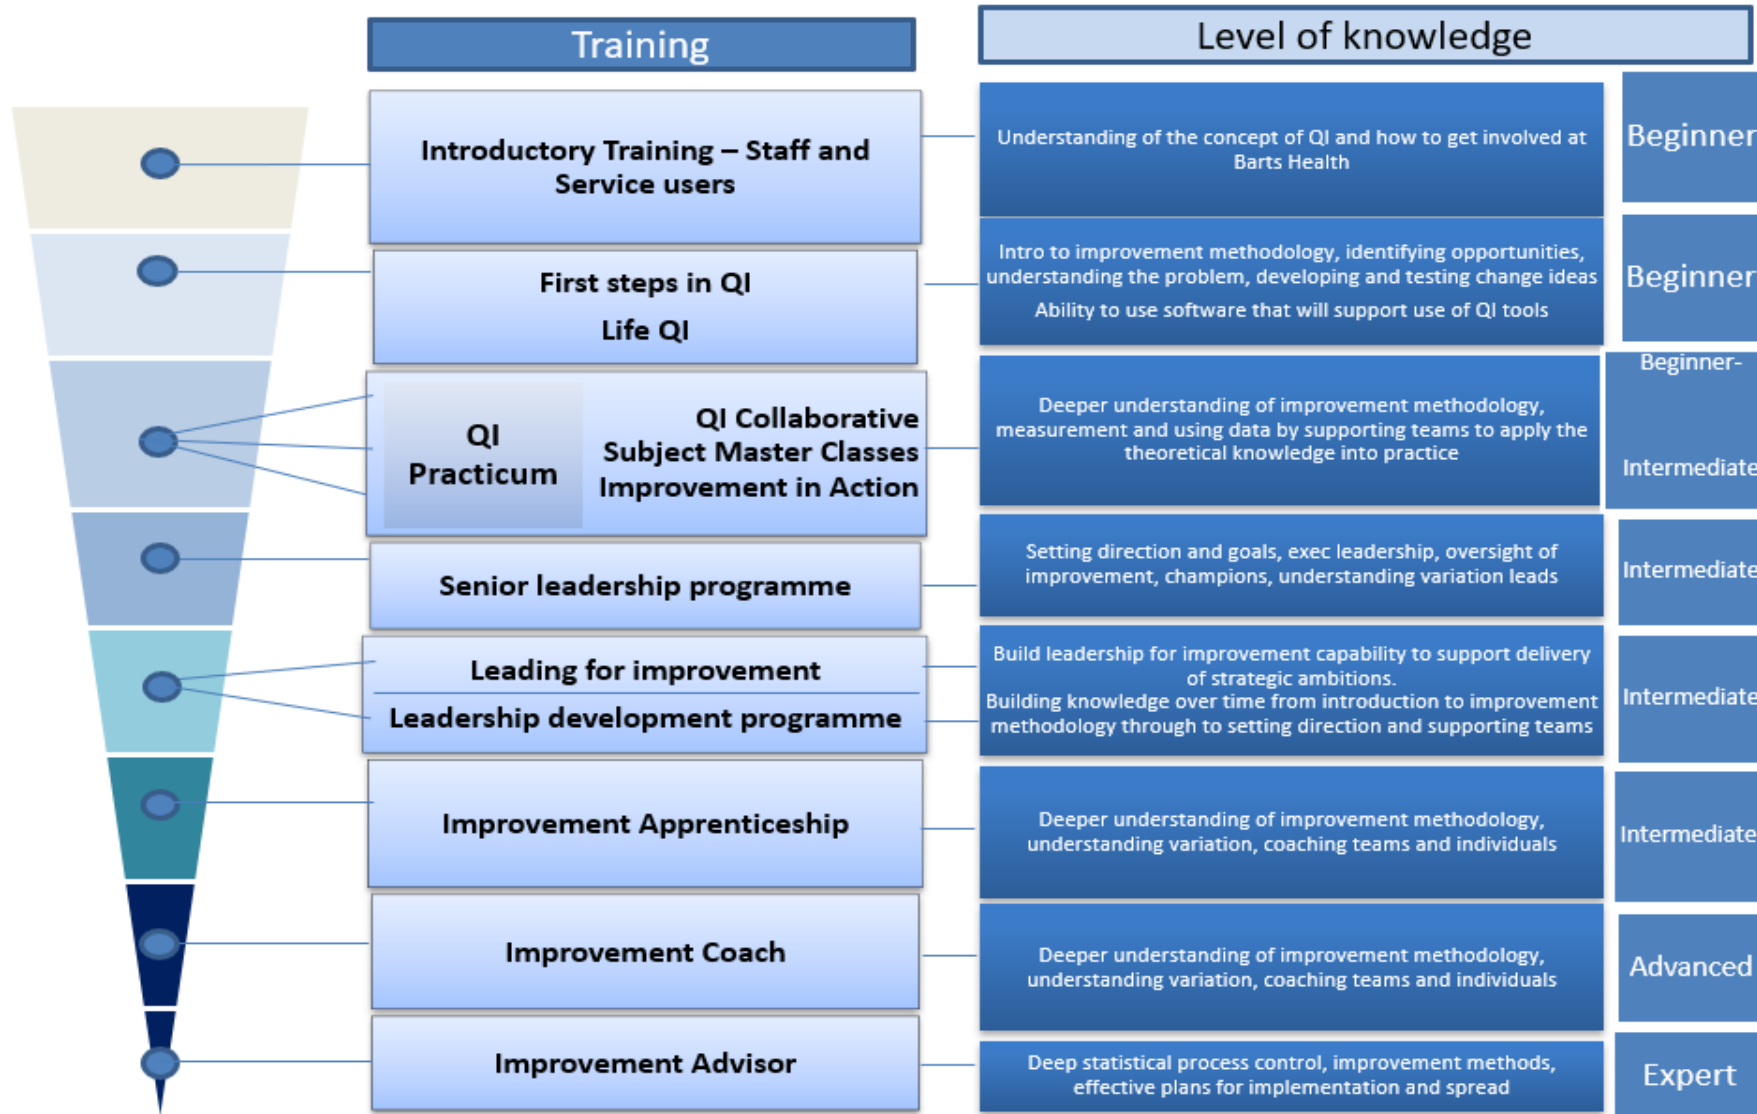 Training
Level of knowledge
Introductory Training – Staff and
Service users
Understanding of the concept of QI and how to get involved at
Barts Health
Beginner
First steps in QI
Life QI
Intro to improvement methodology, identifying opportunities,
understanding the problem, developing and testing change ideas
Ability to use software that will support use of QI tools
Beginner
QI
Practicum
QI Collaborative
Subject Master Classes
Improvement in Action
Deeper understanding of improvement methodology,
measurement and using data by supporting teams to apply the
theoretical knowledge into practice
Beginner-
Intermediate
Senior leadership programme
Setting direction and goals, exec leadership, oversight of
improvement, champions, understanding variation leads
Intermediate
Leading for improvement
Leadership development programme
Build leadership for improvement capability to support delivery
of strategic ambitions.
Building knowledge over time from introduction to improvement
methodology through to setting direction and supporting teams
Intermediate
Improvement Apprenticeship
Deeper understanding of improvement methodology,
understanding variation, coaching teams and individuals
Intermediate
Improvement Coach
Deeper understanding of improvement methodology,
understanding variation, coaching teams and individuals
Advanced
Improvement Advisor
Deep statistical process control, improvement methods,
effective plans for implementation and spread
Expert